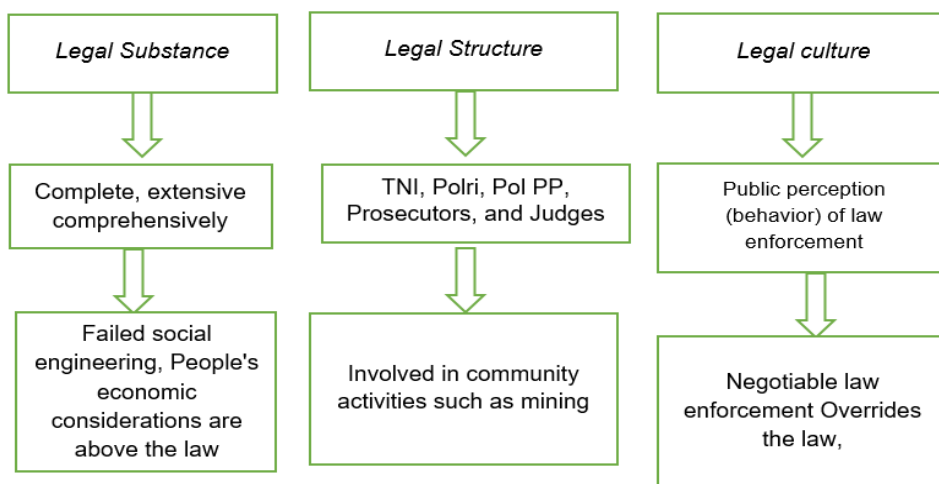 Legal Substance
Legal Structure
Legal culture
Complete, extensive
comprehensively
TNI, Polri, Pol PP,
Prosecutors, and Judges
Public perception
(behavior) of law
enforcement
Failed social
engineering, People's
economic
considerations are
above the law
Involved in community
activities such as mining
Negotiable law
enforcement Overrides
the law,